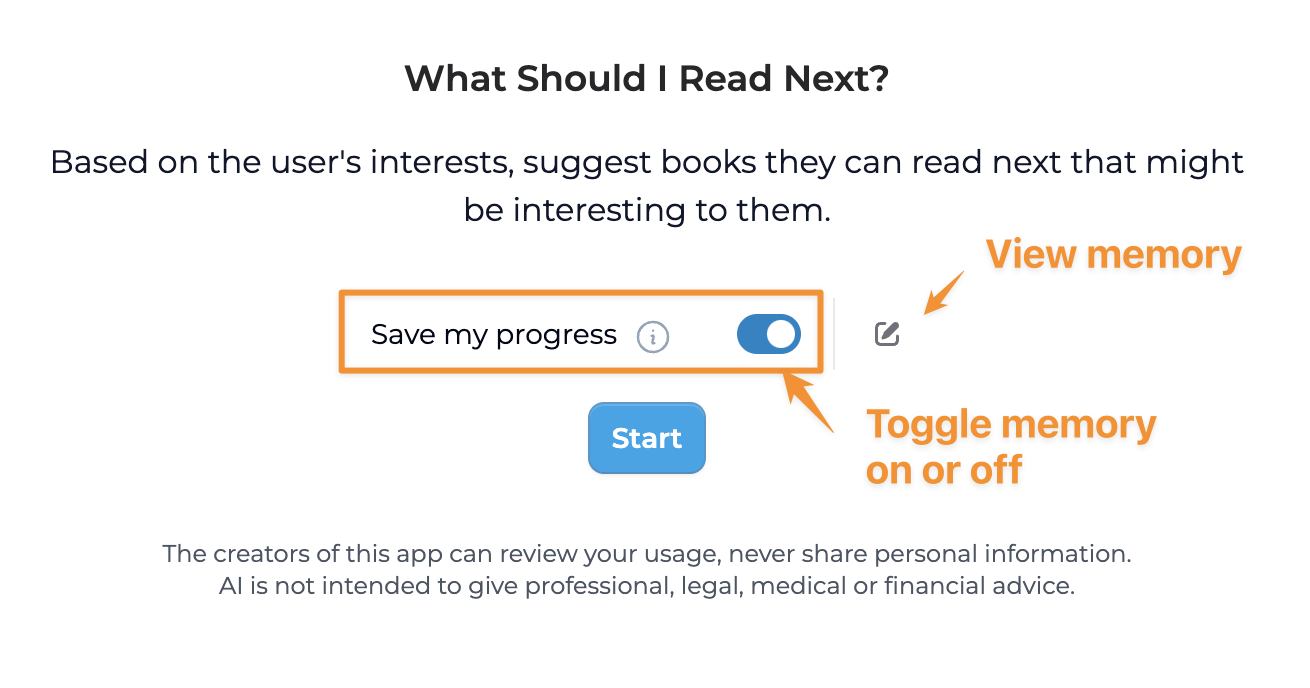 What Should I Read Next?
Based on the user's interests, suggest books they can read next that might
be interesting to them.
View memory
Save my progress
Toggle memory
on or off
Start
The creators of this app can review your usage, never share personal information.
AI is not intended to give professional, legal, medical or financial advice.